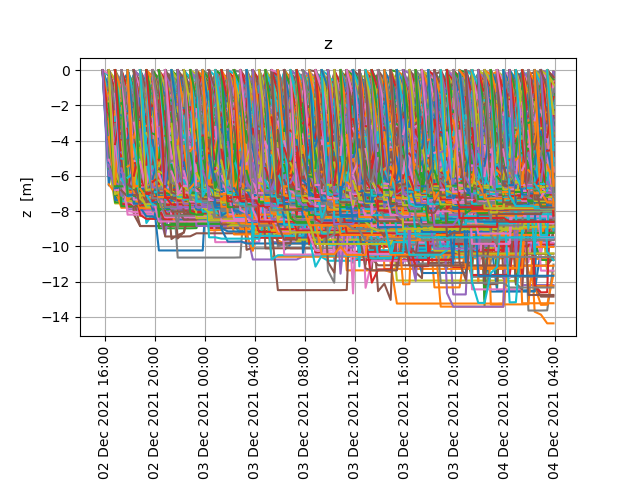 z
0
−2
−4
−6
−8
−10
−12
−14
z [m]
02 Dec 2021 16:00
02 Dec 2021 20:00
03 Dec 2021 00:00
03 Dec 2021 04:00
03 Dec 2021 08:00
03 Dec 2021 12:00
03 Dec 2021 16:00
03 Dec 2021 20:00
04 Dec 2021 00:00
04 Dec 2021 04:00